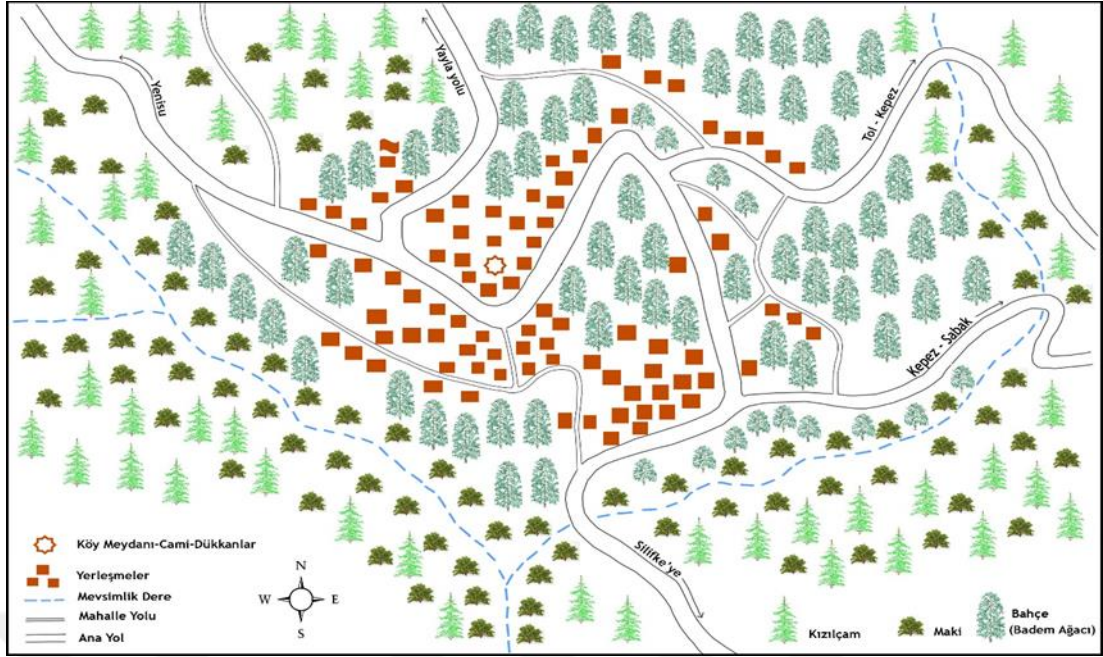 Yenisu
Yayla yolu
Tol - Kepez
Kepez - Sabak
Silifke'ye
Köy Meydanı-Cami-Dükkanlar
Yerleşmeler
Mevsimlik Dere
Mahalle Yolu
Ana Yol
N
W E
S
Kızılçam
Maki
Bahçe
(Badem Ağacı)